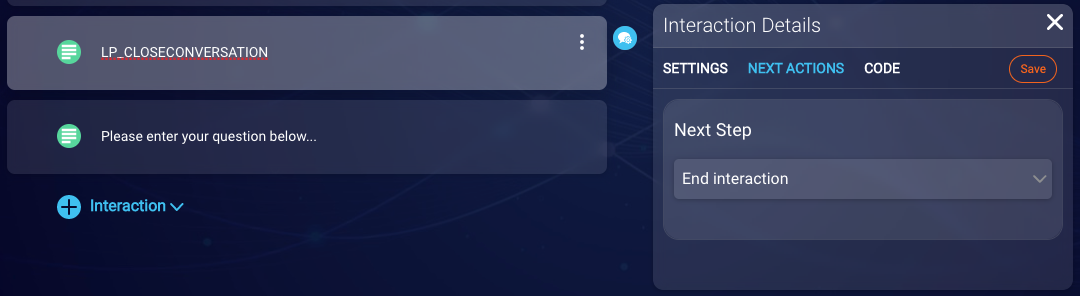 LP_CLOSECONVERSATION
Please enter your question below...
Interaction
Interaction Details
SETTINGS NEXT ACTIONS CODE Save
Next Step
End interaction